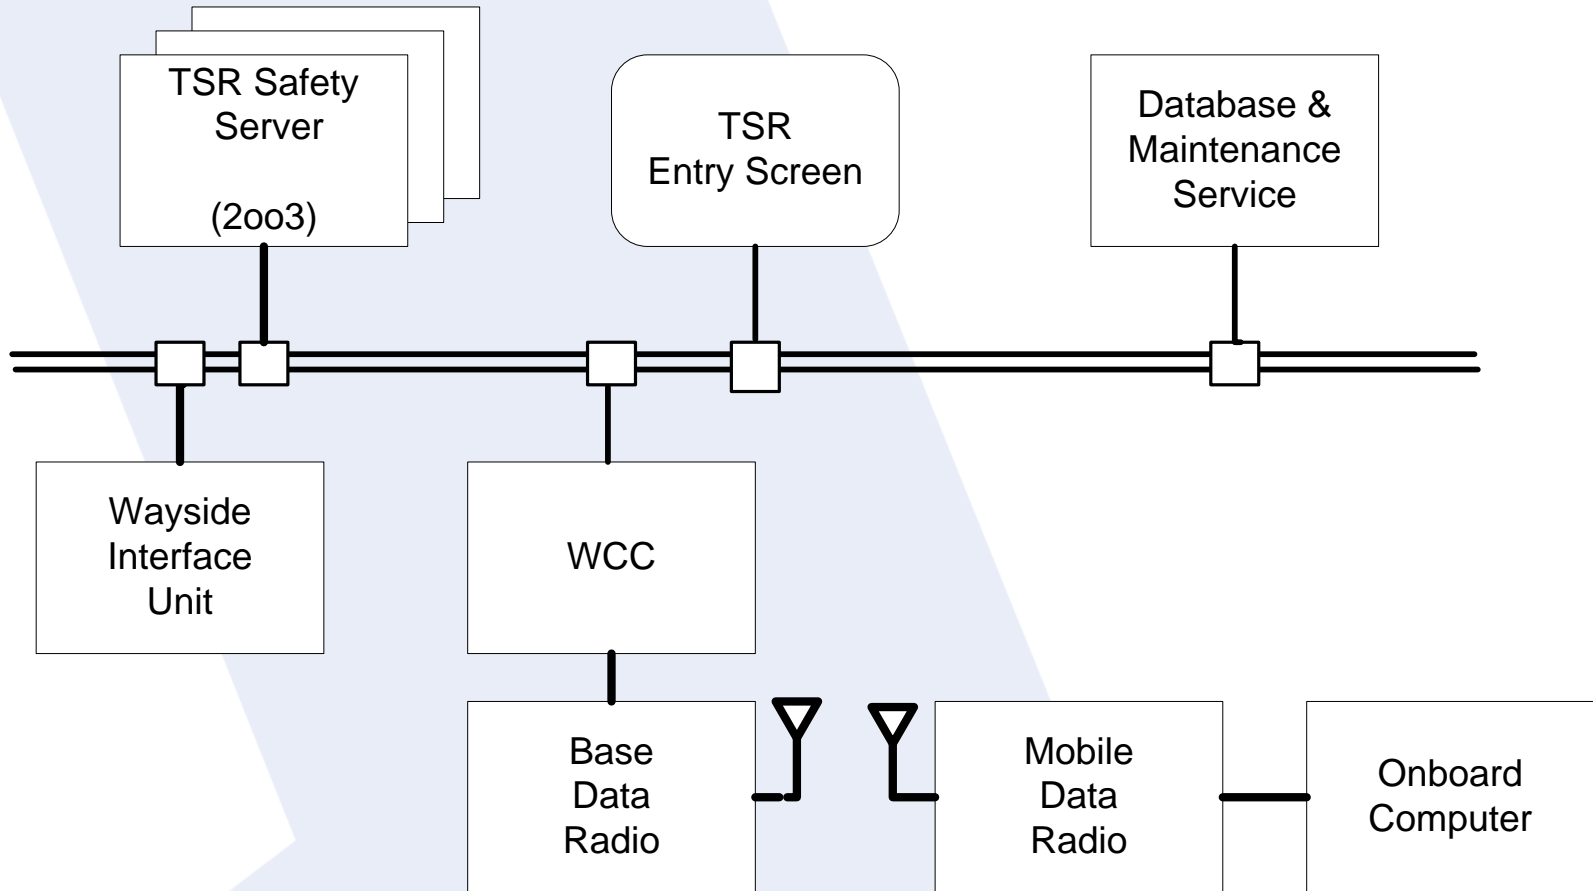 TSR Safety
Server
(2oo3)
TSR
Entry Screen
Database &
Maintenance
Service
Wayside
Interface
Unit
WCC
Base
Data
Radio
Mobile
Data
Radio
Onboard
Computer